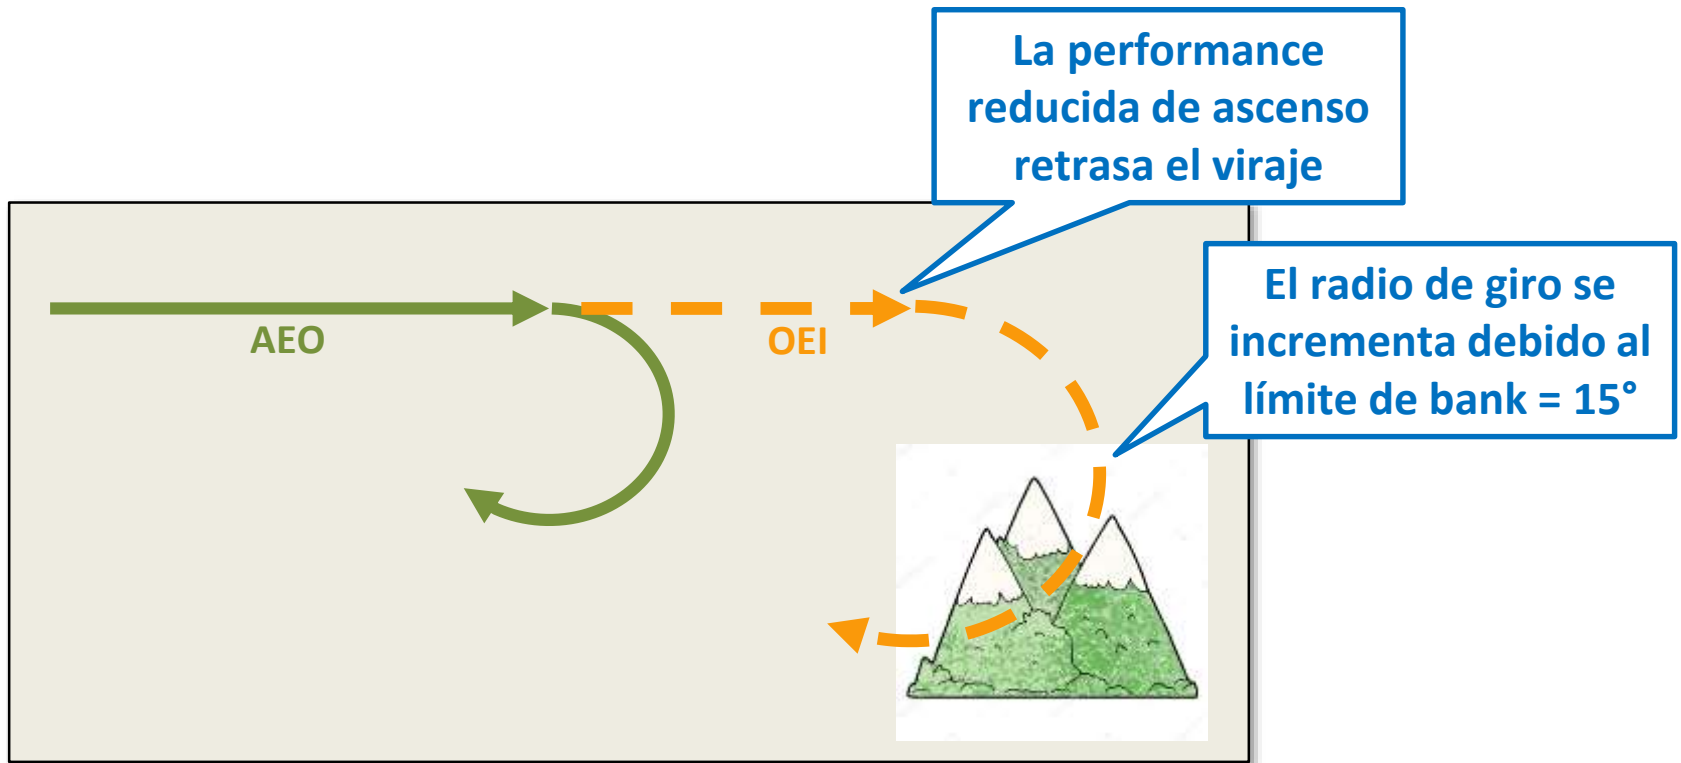 La performance
reducida de ascenso
retrasa el viraje
El radio de giro se
incrementa debido al
límite de bank = 15°
AEO
OEI